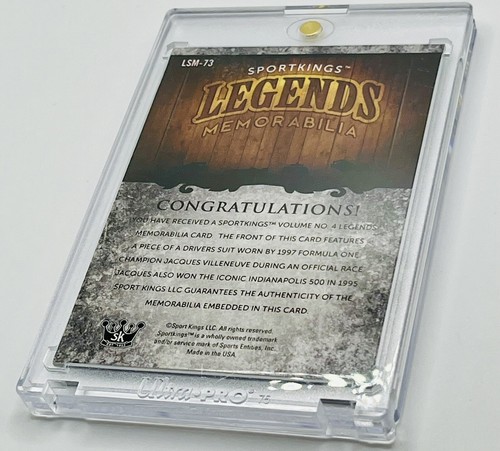 LSM-73
SPORTKINGS™
LEGENDS
MEMORABILIA
CONGRATULATIONS!
YOU HAVE RECEIVED A SPORTKINGS™ VOLUME NO. 4 LEGENDS
MEMORABILIA CARD. THE FRONT OF THIS CARD FEATURES
A PIECE OF A DRIVERS SUIT WORN BY 1997 FORMULA ONE
CHAMPION JACQUES VILLENEUVE DURING AN OFFICIAL RACE
JACQUES ALSO WON THE ICONIC INDIANAPOLIS 500 IN 1995
SPORT KINGS LLC GUARANTEES THE AUTHENTICITY OF THE
MEMORABILIA EMBEDDED IN THIS CARD.
©Sport Kings LLC. All rights reserved.
Sportkings™ is a wholly owned trademark
and/or service mark of Sports Entities, Inc.
Made in the USA.
SK
Ultra-PRO